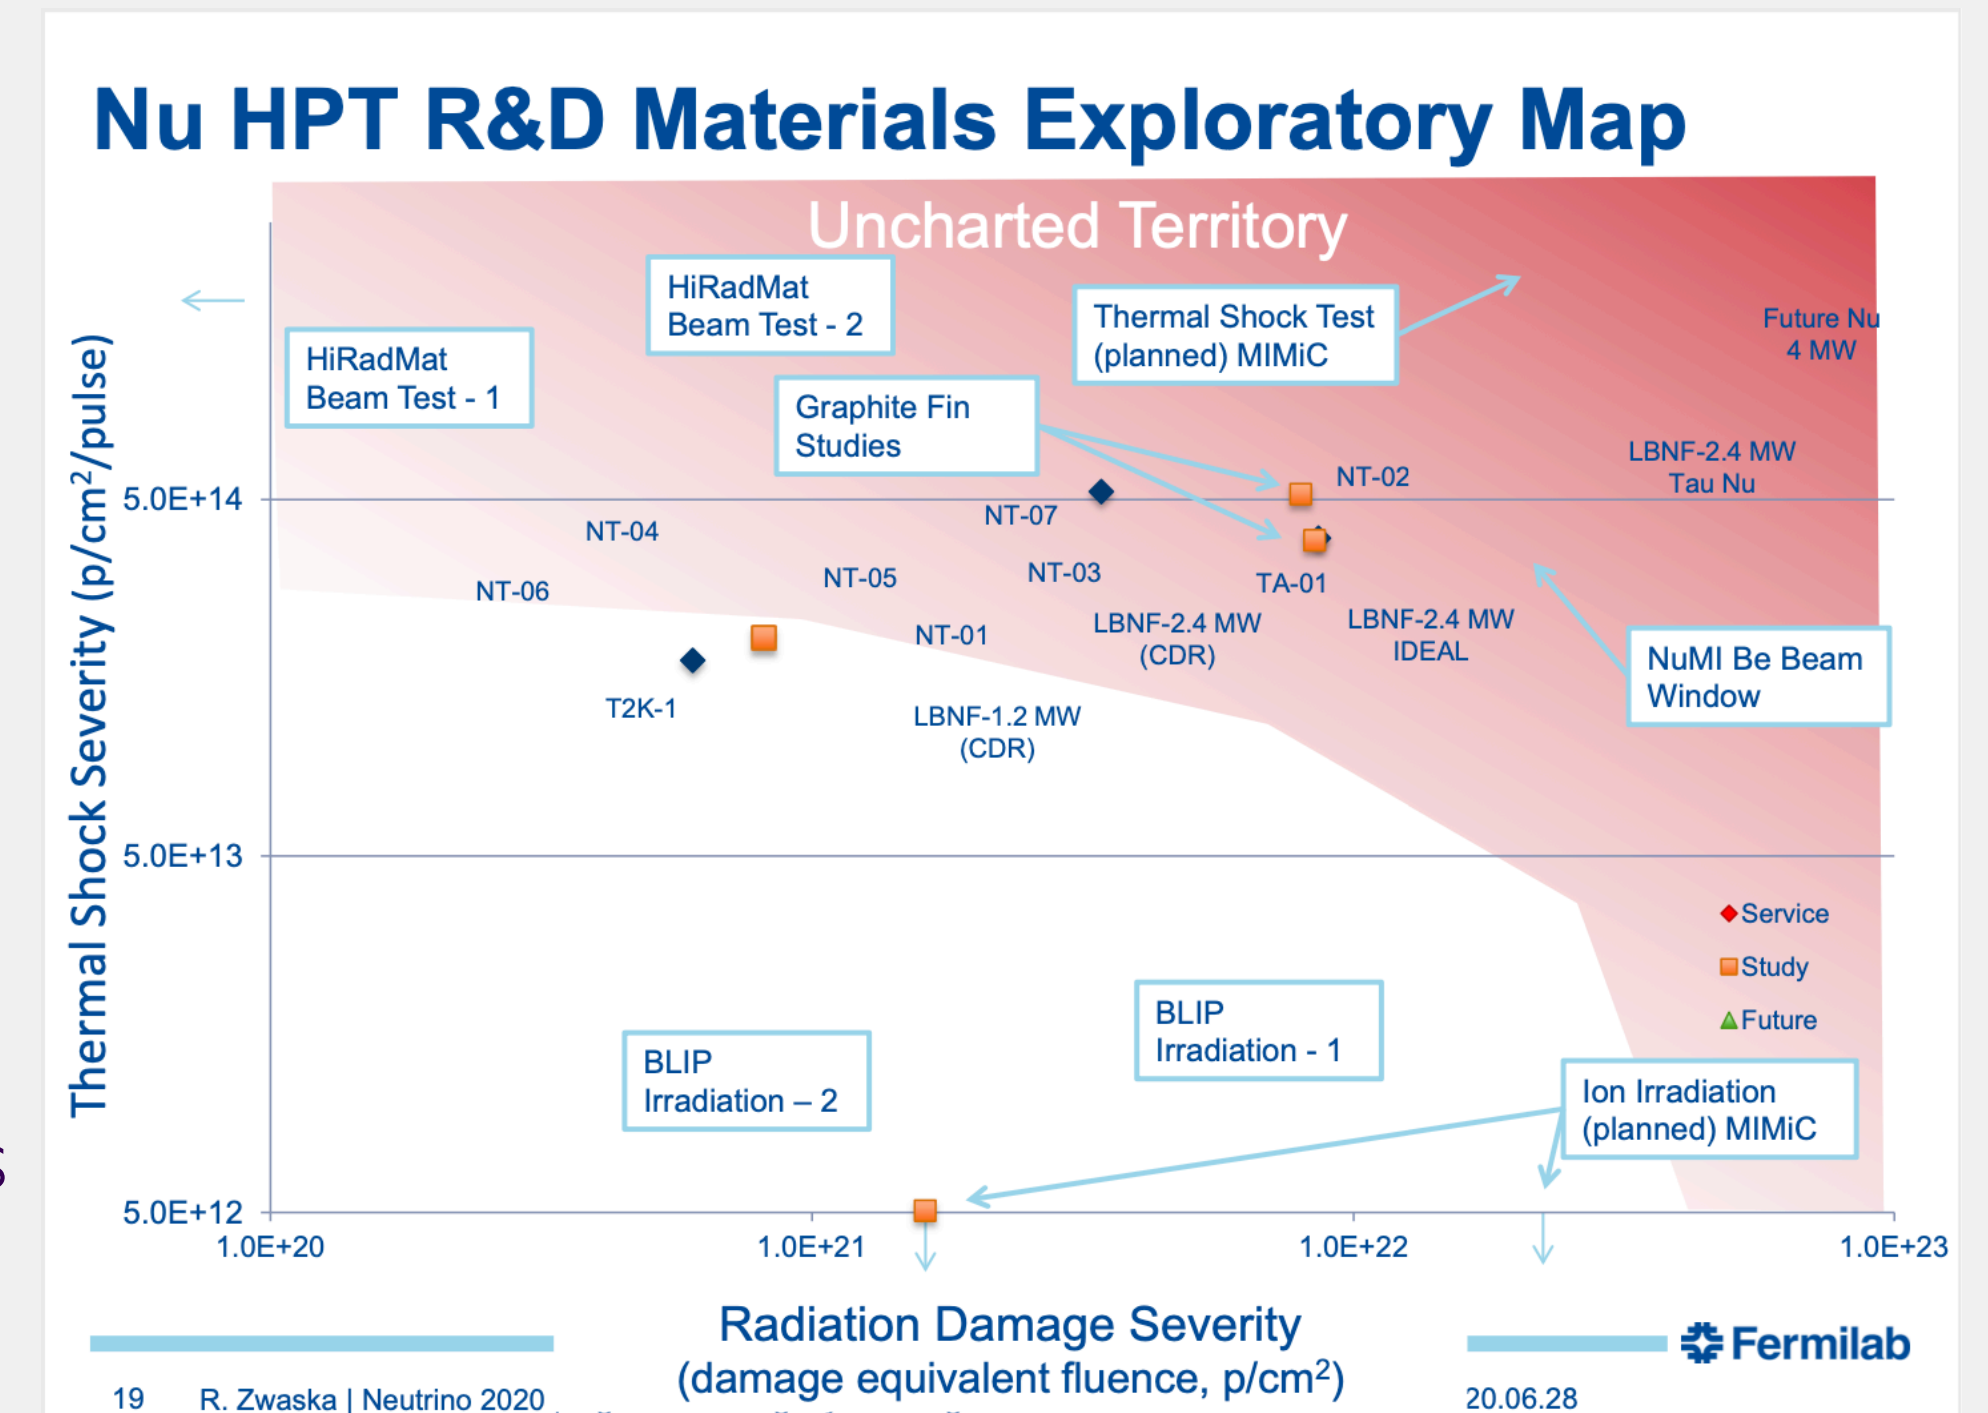 Nu HPT R&D Materials Exploratory Map
Uncharted Territory
HiRadMat
Beam Test - 2
Thermal Shock Test
(planned) MIMiC
Future Nu
4 MW
HiRadMat
Beam Test - 1
Graphite Fin
Studies
LBNF-2.4 MW
Tau Nu
NT-02
5.0E+14
NT-07
NT-04
NT-03
NT-05
TA-01
NT-06
LBNF-2.4 MW
(CDR)
LBNF-2.4 MW
IDEAL
NT-01
NuMI Be Beam
Window
T2K-1
LBNF-1.2 MW
(CDR)
Thermal Shock Severity (p/cm²/pulse)
5.0E+13
Service
Study
Future
BLIP
Irradiation - 1
BLIP
Irradiation – 2
Ion Irradiation
(planned) MIMiC
5.0E+12
1.0E+20
1.0E+21
1.0E+22
1.0E+23
Radiation Damage Severity
(damage equivalent fluence, p/cm²)
Fermilab
19
R. Zwaska | Neutrino 2020
20.06.28